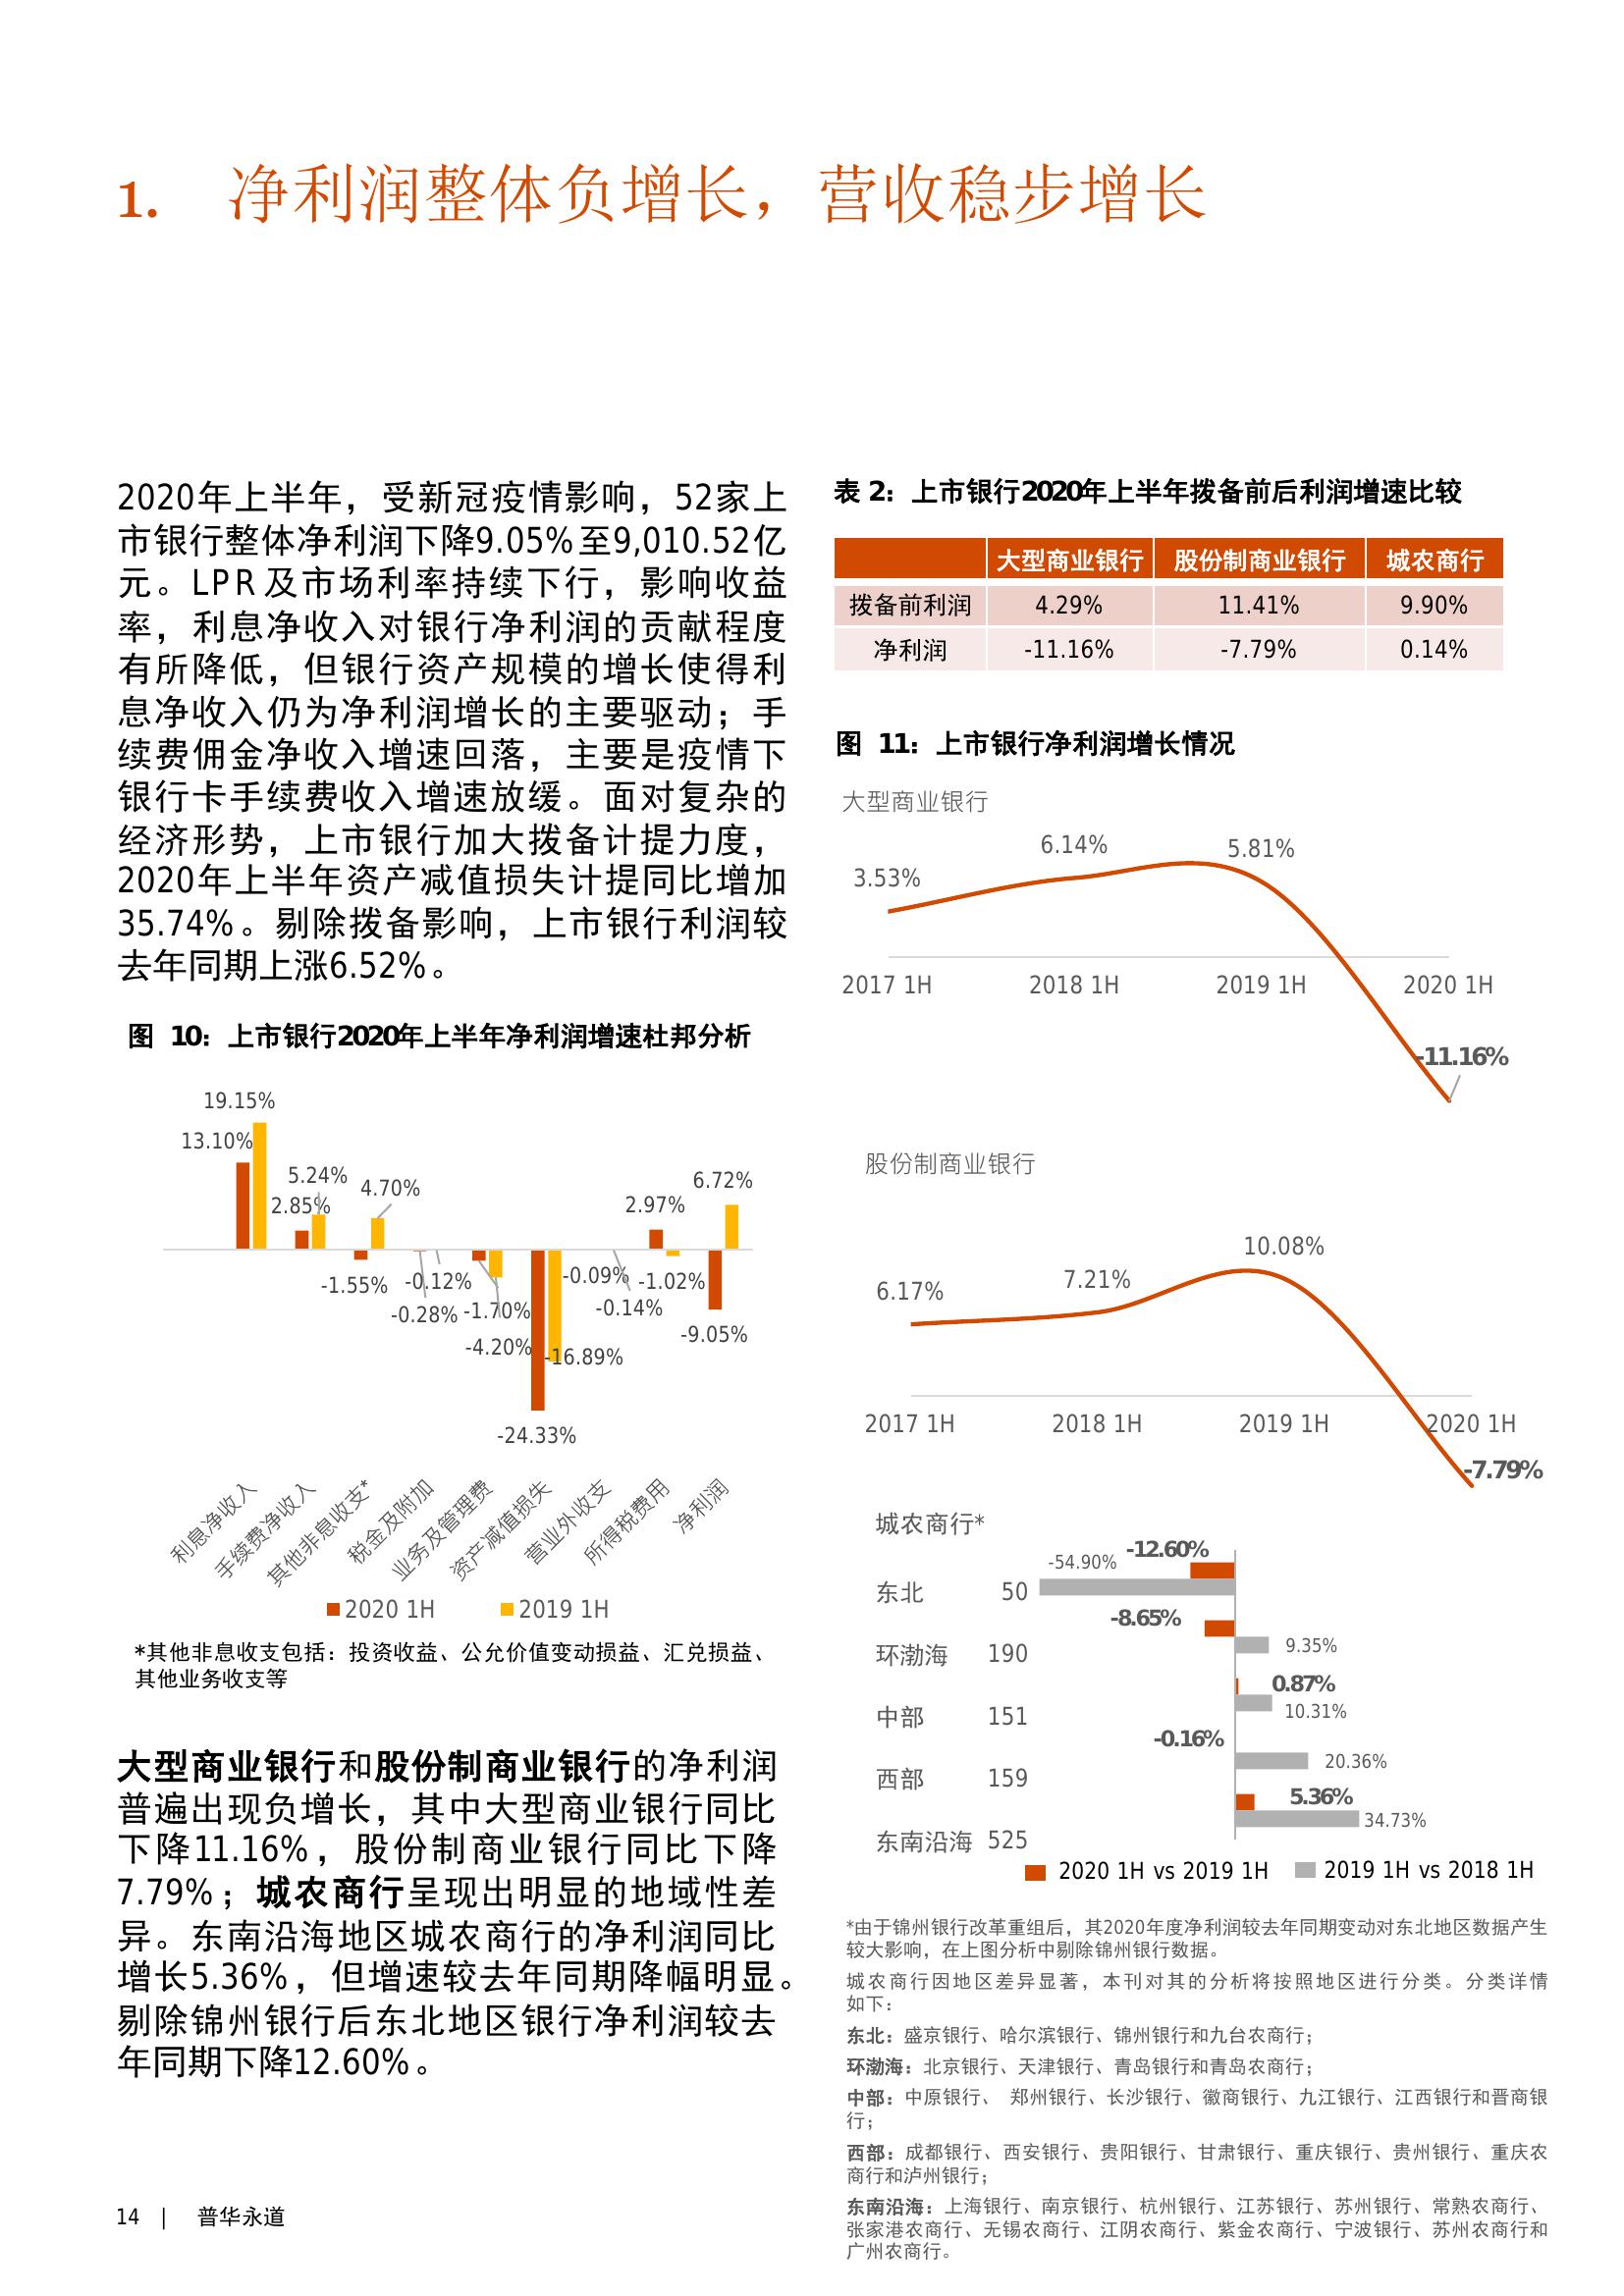 1. 净利润整体负增长，营收稳步增长
2020年上半年，受新冠疫情影响，52家上
市银行整体净利润下降9.05%至9,010.52亿
元。LPR及市场利率持续下行，影响收益
率，利息净收入对银行净利润的贡献程度
有所降低，但银行资产规模的增长使得利
息净收入仍为净利润增长的主要驱动；手
续费佣金净收入增速回落，主要是疫情下
银行卡手续费收入增速放缓。面对复杂的
经济形势，上市银行加大拨备计提力度，
2020年上半年资产减值损失计提同比增加
35.74%。剔除拨备影响，上市银行利润较
去年同期上涨6.52%。
图 10：上市银行2020年上半年净利润增速杜邦分析
19.15%
13.10%
5.24%
2.85%
4.70%
-1.55%
-0.12%
-0.28%
-1.70%
-4.20%
-24.33%
-16.89%
-0.09%
-0.14%
2.97%
-1.02%
6.72%
-9.05%
利息净收入
手续费净收入
其他非息收支*
税金及附加
业务及管理费
资产减值损失
营业外收支
所得税费用
净利润
2020 1H 2019 1H
*其他非息收支包括：投资收益、公允价值变动损益、汇兑损益、
其他业务收支等
大型商业银行和股份制商业银行的净利润
普遍出现负增长，其中大型商业银行同比
下降11.16%，股份制商业银行同比下降
7.79%；城农商行呈现出明显的地域性差
异。东南沿海地区城农商行的净利润同比
增长5.36%，但增速较去年同期降幅明显。
剔除锦州银行后东北地区银行净利润较去
年同期下降12.60%。
表 2：上市银行2020年上半年拨备前后利润增速比较
大型商业银行 股份制商业银行 城农商行
拨备前利润 4.29% 11.41% 9.90%
净利润 -11.16% -7.79% 0.14%
图 11：上市银行净利润增长情况
大型商业银行
3.53%
6.14%
5.81%
-11.16%
2017 1H 2018 1H 2019 1H 2020 1H
股份制商业银行
6.17%
7.21%
10.08%
-7.79%
2017 1H 2018 1H 2019 1H 2020 1H
城农商行*
-12.60%
-54.90%
东北 50
-8.65%
9.35%
环渤海 190
0.87%
10.31%
中部 151
-0.16%
20.36%
西部 159
5.36%
34.73%
东南沿海 525
2020 1H vs 2019 1H 2019 1H vs 2018 1H
*由于锦州银行改革重组后，其2020年度净利润较去年同期变动对东北地区数据产生
较大影响，在上图分析中剔除锦州银行数据。
城农商行因地区差异显著，本刊对其的分析将按照地区进行分类。分类详情
如下：
东北：盛京银行、哈尔滨银行、锦州银行和九台农商行；
环渤海：北京银行、天津银行、青岛银行和青岛农商行；
中部：中原银行、 郑州银行、长沙银行、徽商银行、九江银行、江西银行和晋商银
行；
西部：成都银行、西安银行、贵阳银行、甘肃银行、重庆银行、贵州银行、重庆农
商行和泸州银行；
东南沿海：上海银行、南京银行、杭州银行、江苏银行、苏州银行、常熟农商行、
张家港农商行、无锡农商行、江阴农商行、紫金农商行、宁波银行、苏州农商行和
广州农商行。
14 | 普华永道